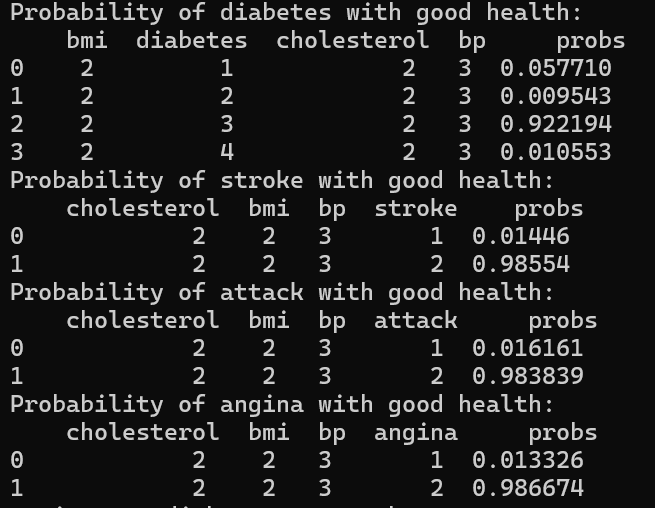 Probability of diabetes with good health:
bmi diabetes cholesterol bp probs
0 2 1 2 3 0.057710
1 2 2 2 3 0.009543
2 2 3 2 3 0.922194
3 2 4 2 3 0.010553
Probability of stroke with good health:
cholesterol bmi bp stroke probs
0 2 2 3 1 0.01446
1 2 2 3 2 0.98554
Probability of attack with good health:
cholesterol bmi bp attack probs
0 2 2 3 1 0.016161
1 2 2 3 2 0.983839
Probability of angina with good health:
cholesterol bmi bp angina probs
0 2 2 3 1 0.013326
1 2 2 3 2 0.986674